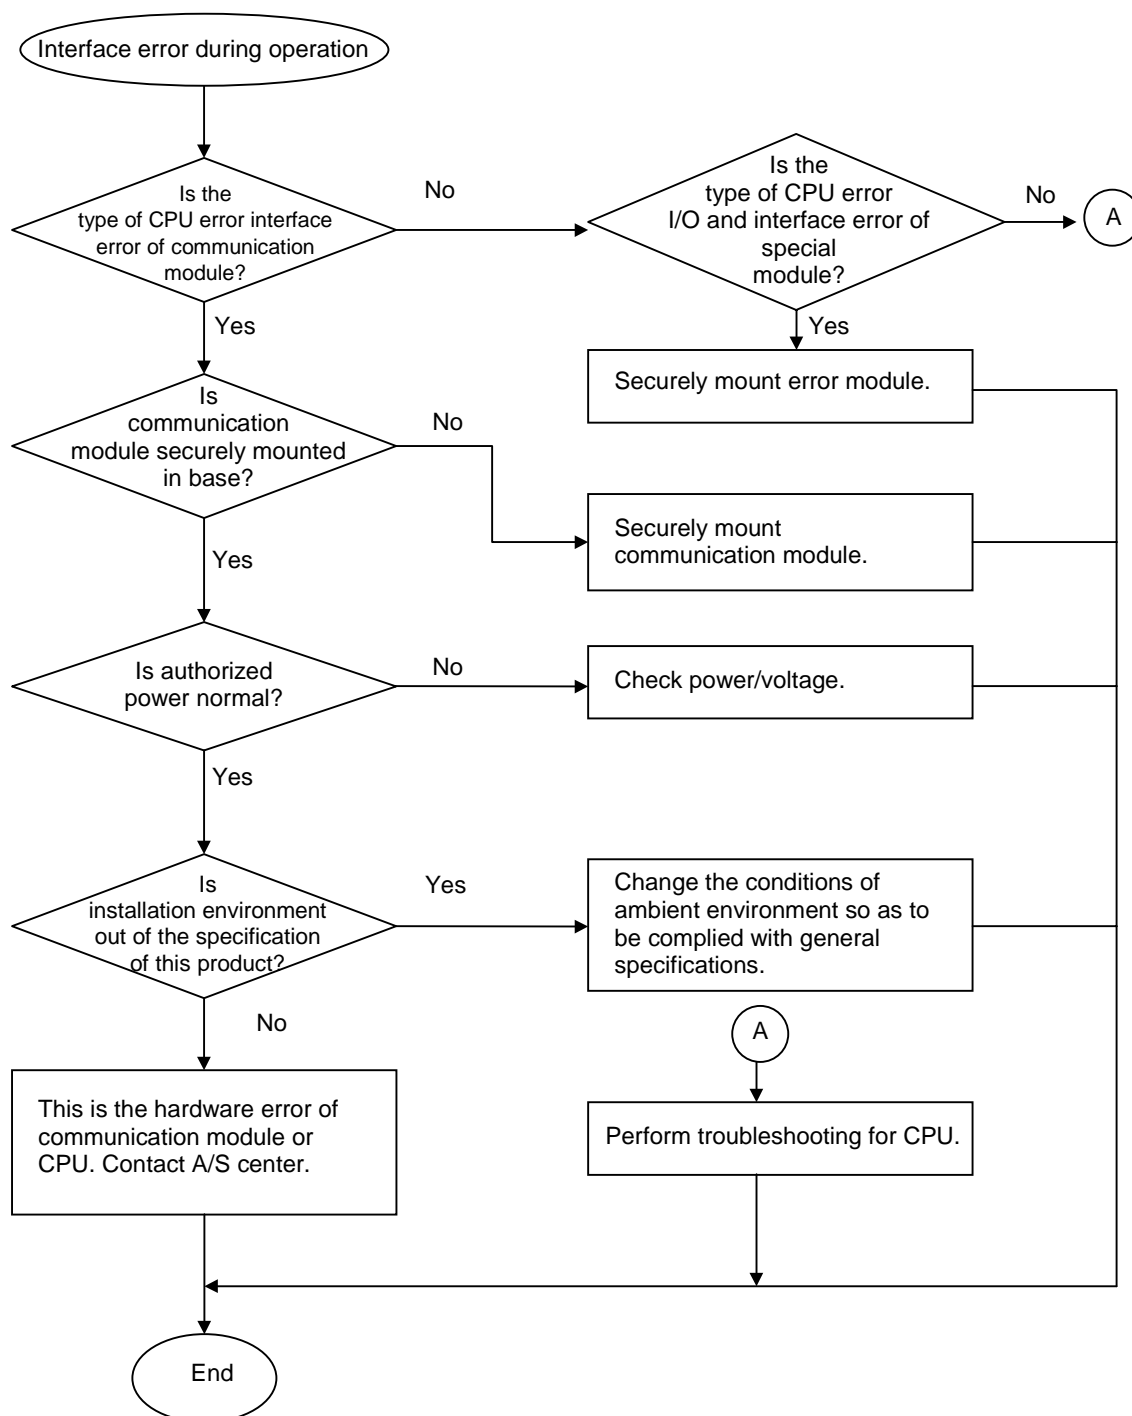 Interface error during operation
Is the
type of CPU error interface
error of communication
module?
No
Is the
type of CPU error
I/O and interface error of
special
module?
No
A
Yes
Yes
Securely mount error module.
Is
communication
module securely mounted
in base?
No
Securely mount
communication module.
Yes
Is authorized
power normal?
No
Check power/voltage.
Yes
Is
installation environment
out of the specification
of this product?
Yes
Change the conditions of
ambient environment so as to
be complied with general
specifications.
No
A
This is the hardware error of
communication module or
CPU. Contact A/S center.
Perform troubleshooting for CPU.
End